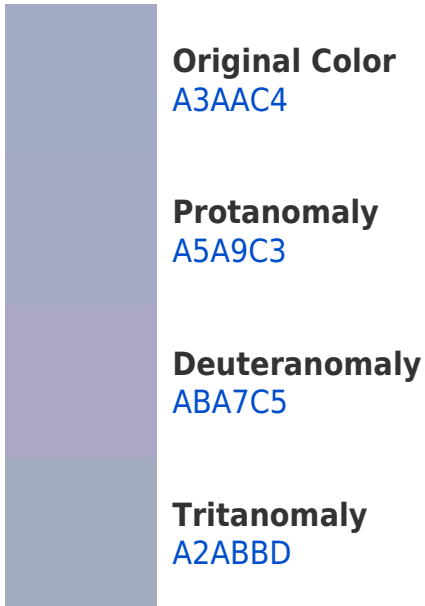 Original Color
A3AAC4
Protanomaly
A5A9C3
Deuteranomaly
ABA7C5
Tritanomaly
A2ABBD